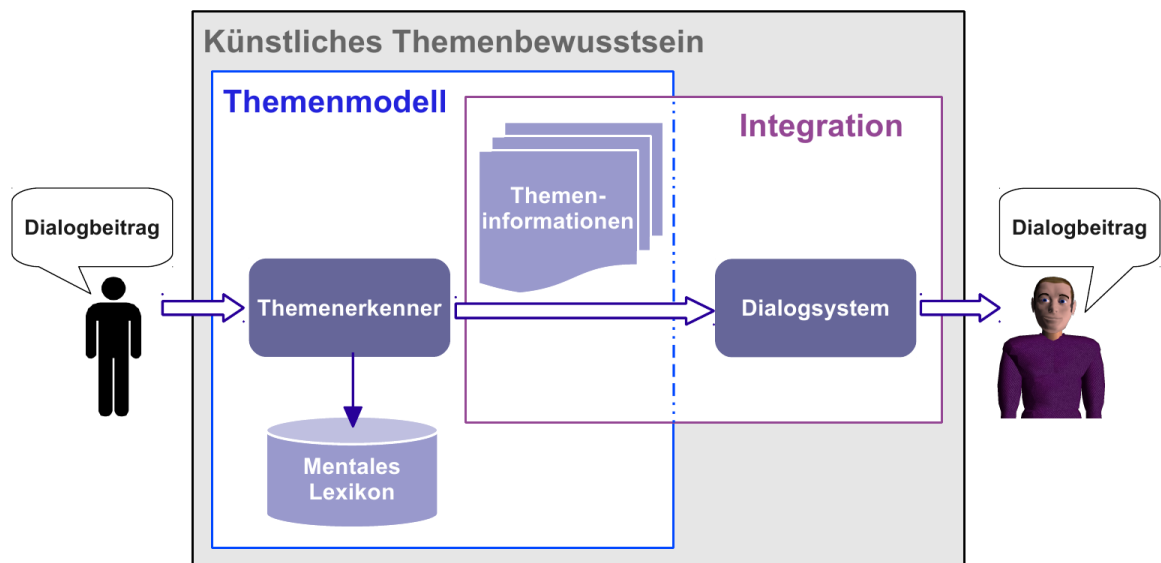 Künstliches Themenbewusstsein
Themenmodell
Integration
Themen-
informationen
Dialogbeitrag
Dialogbeitrag
Themenerkenner
Dialogsystem
Mentales
Lexikon